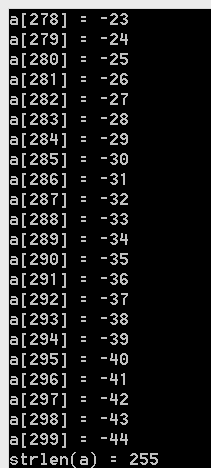 a[278] = -23
a[279] = -24
a[280] = -25
a[281] = -26
a[282] = -27
a[283] = -28
a[284] = -29
a[285] = -30
a[286] = -31
a[287] = -32
a[288] = -33
a[289] = -34
a[290] = -35
a[291] = -36
a[292] = -37
a[293] = -38
a[294] = -39
a[295] = -40
a[296] = -41
a[297] = -42
a[298] = -43
a[299] = -44
strlen(a) = 255